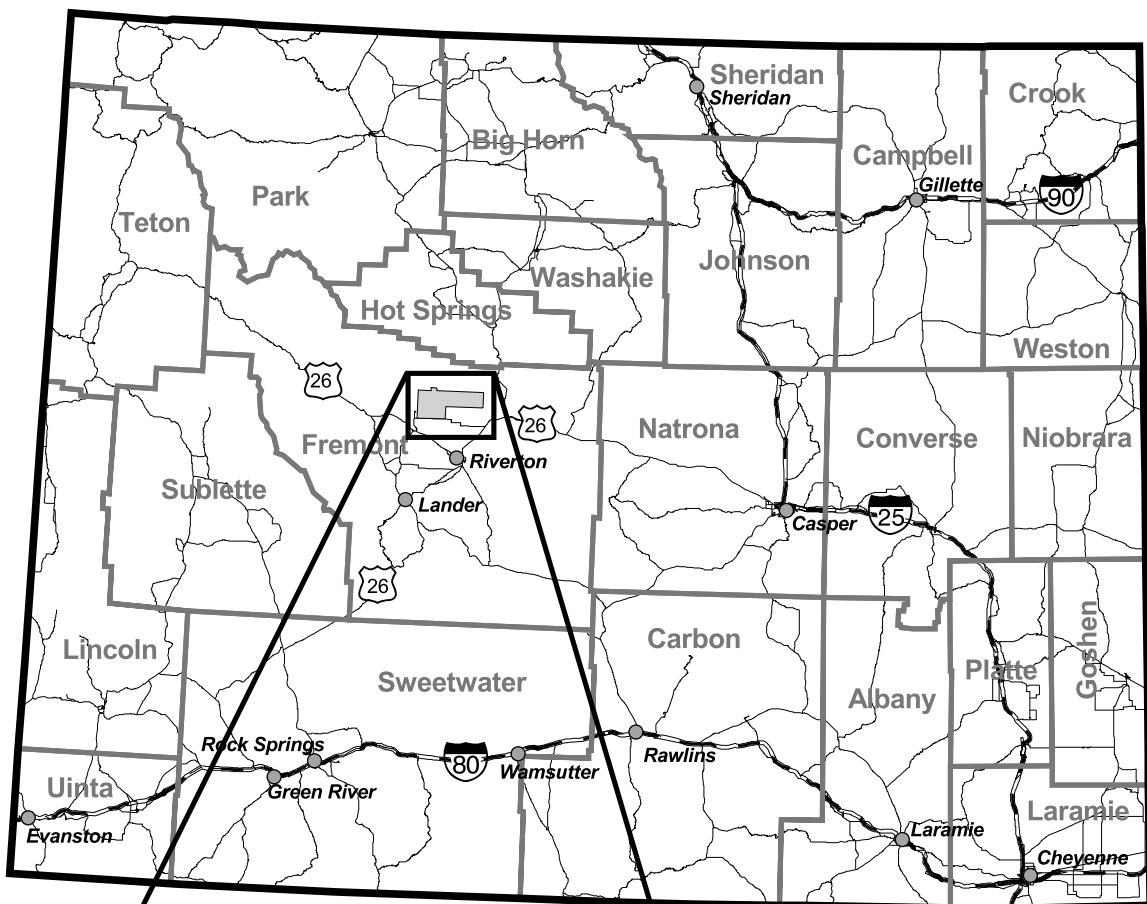 Sheridan
Sheridan
Crook
Big Horn
Campbell
Gillette
90
Park
Teton
Johnson
Washakie
Hot Springs
Weston
26
26
Natrona
Converse
Niobrara
Fremont
Riverton
Sublette
Lander
Casper
25
26
Lincoln
Carbon
Goshen
Platte
Sweetwater
Albany
Rock Springs
80
Rawlins
Wamsutter
Uinta
Green River
Laramie
Evanston
Laramie
Cheyenne